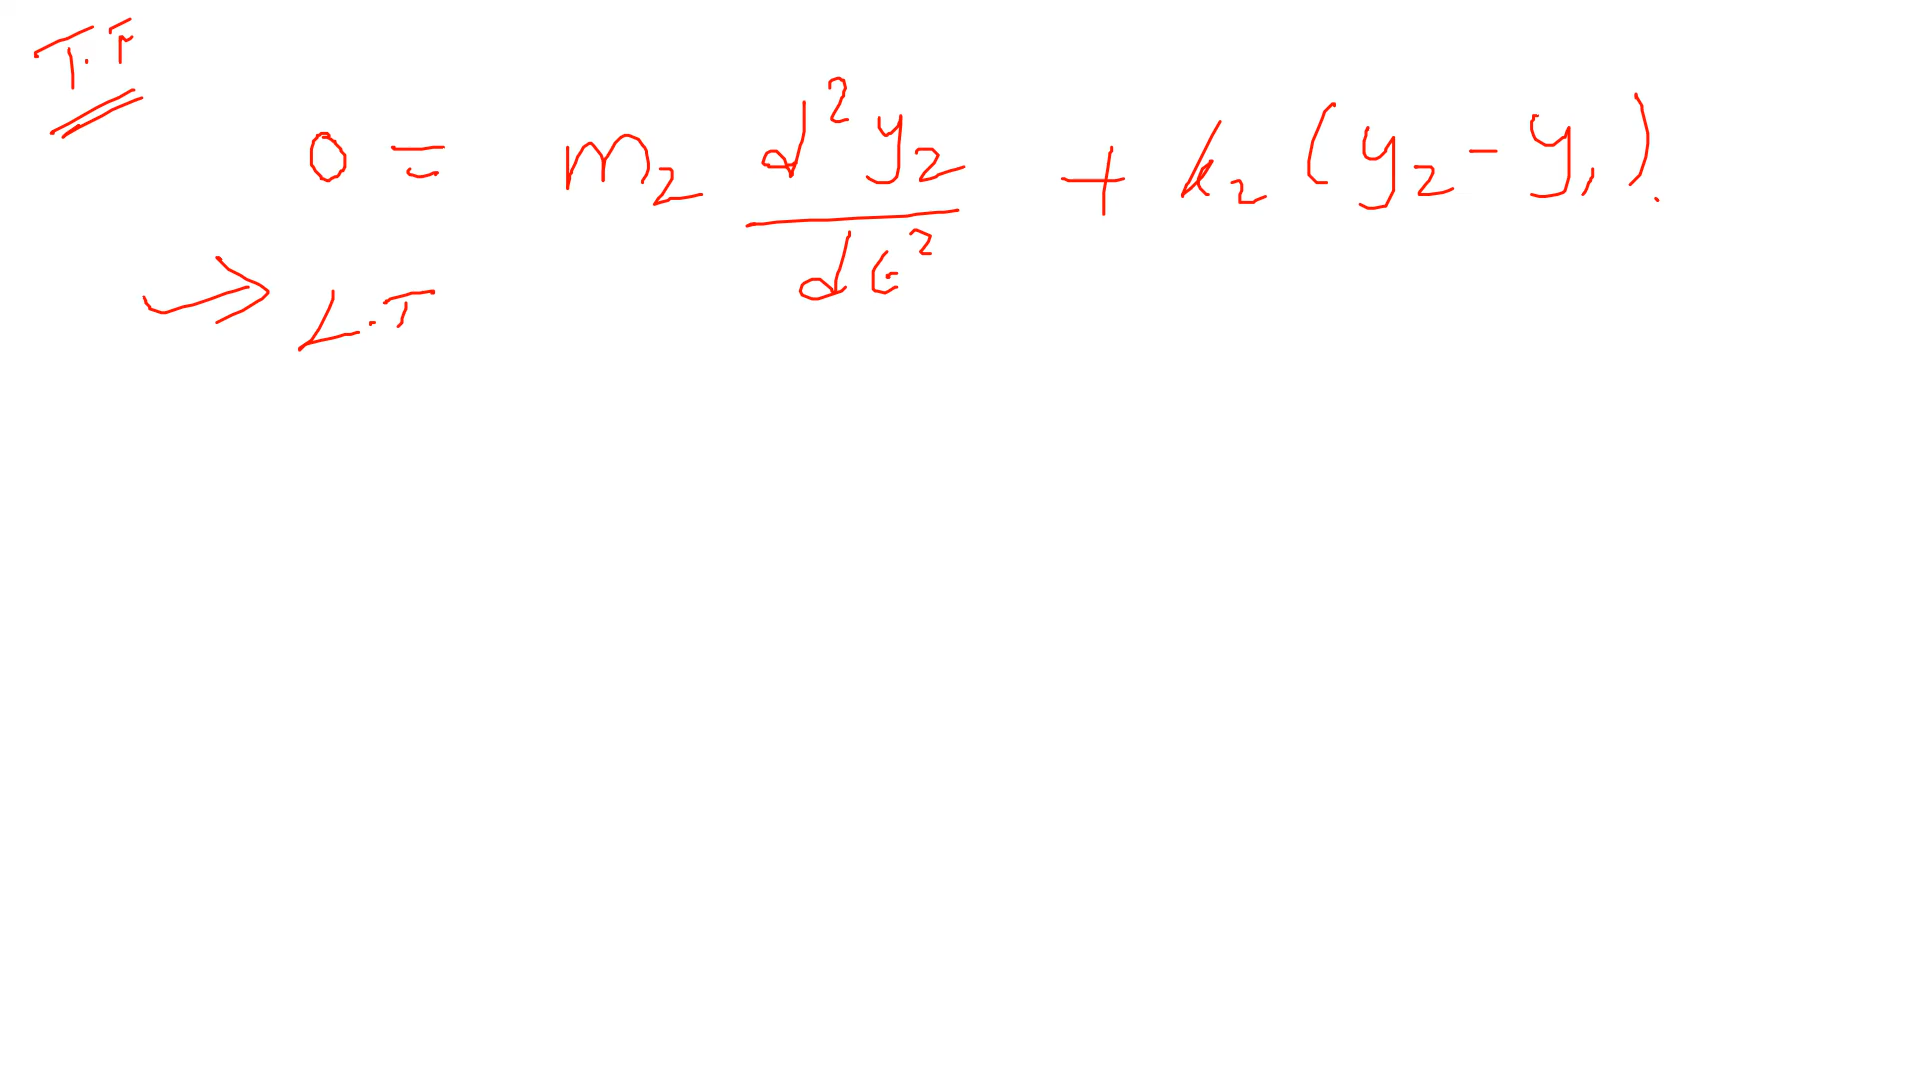 T.F
0 = m₂ d²y₂/dt² + k₂ (y₂ - y₁).
⇒ L.T